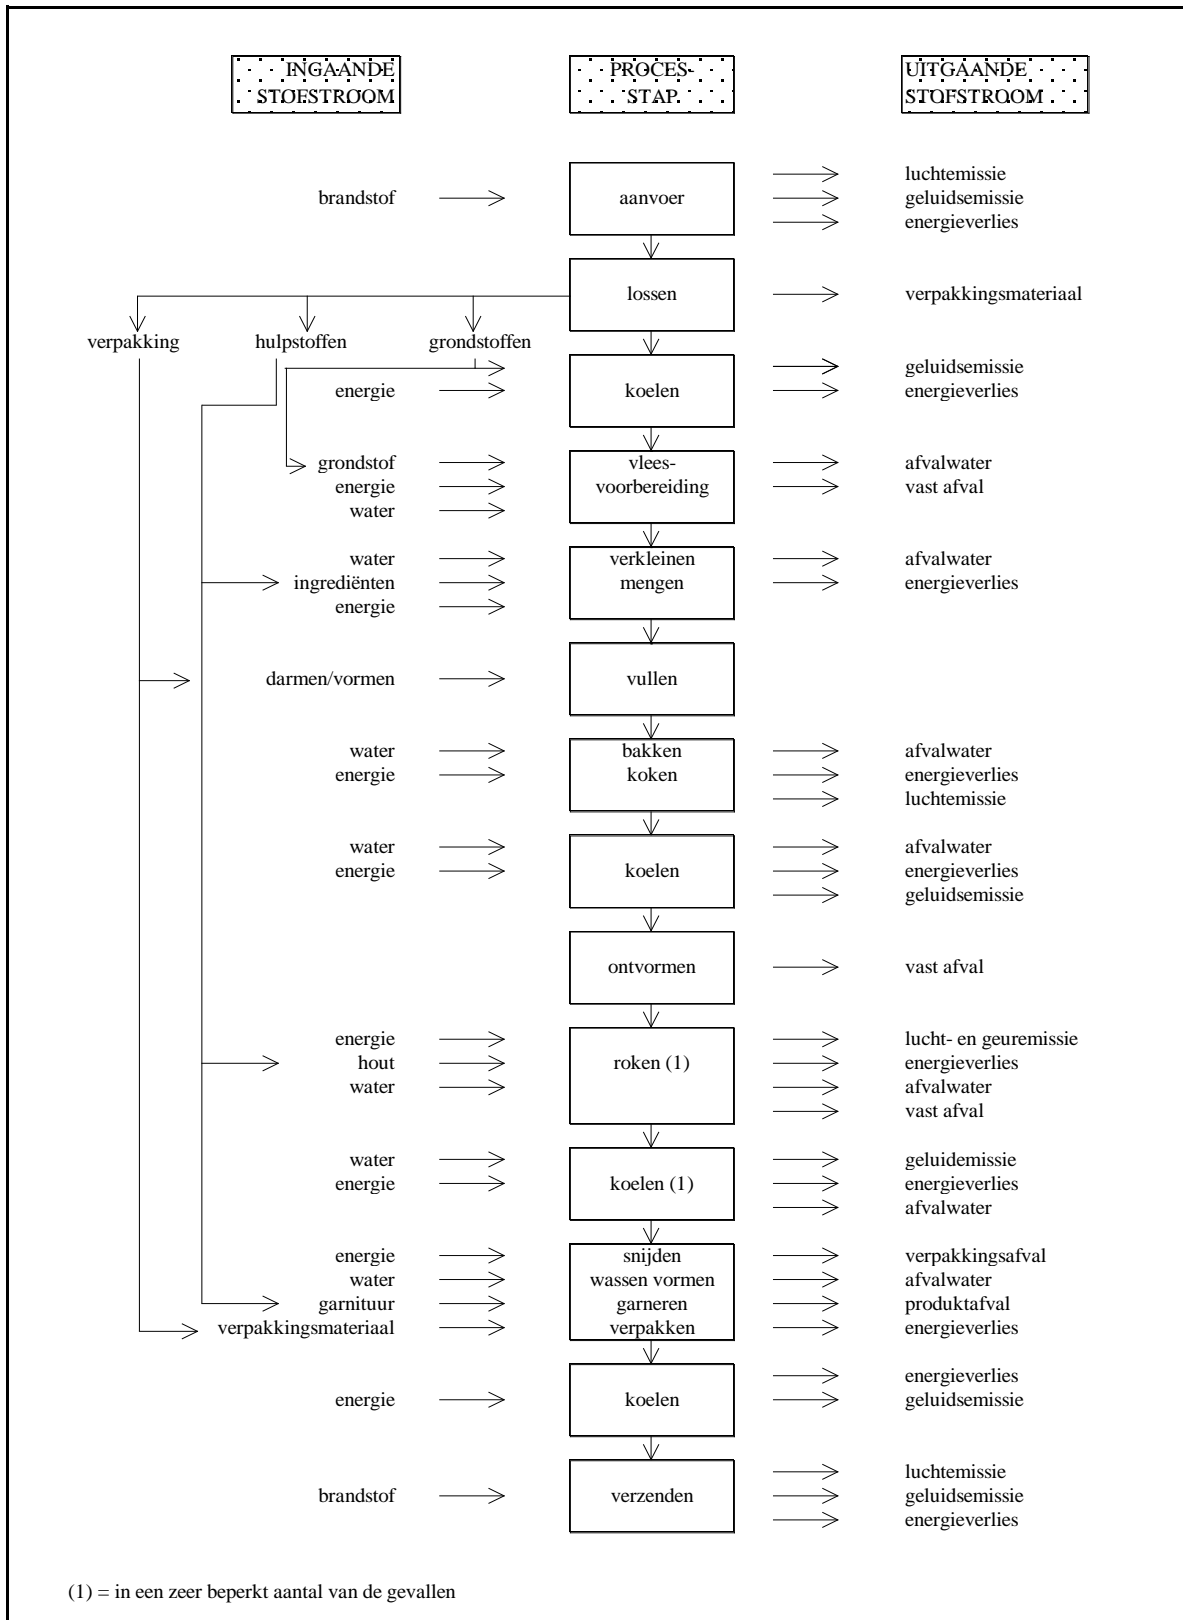 INGAANDE
STOFSTROOM
PROCES-
STAP
UITGAANDE
STOFSTROOM
brandstof
aanvoer
luchtemissie
geluidsemissie
energieverlies
lossen
verpakkingsmateriaal
verpakking
hulpstoffen
grondstoffen
energie
koelen
geluidsemissie
energieverlies
grondstof
energie
water
vlees-
voorbereiding
afvalwater
vast afval
water
ingrediënten
energie
verkleinen
mengen
afvalwater
energieverlies
darmen/vormen
vullen
water
energie
bakken
koken
afvalwater
energieverlies
luchtemissie
water
energie
koelen
afvalwater
energieverlies
geluidsemissie
ontvormen
vast afval
energie
hout
water
roken (1)
lucht- en geuremissie
energieverlies
afvalwater
vast afval
water
energie
koelen (1)
geluidemissie
energieverlies
afvalwater
energie
water
garnituur
verpakkingsmateriaal
snijden
wassen vormen
garneren
verpakken
verpakkingsafval
afvalwater
produktafval
energieverlies
energie
koelen
energieverlies
geluidsemissie
brandstof
verzenden
luchtemissie
geluidsemissie
energieverlies
(1) = in een zeer beperkt aantal van de gevallen